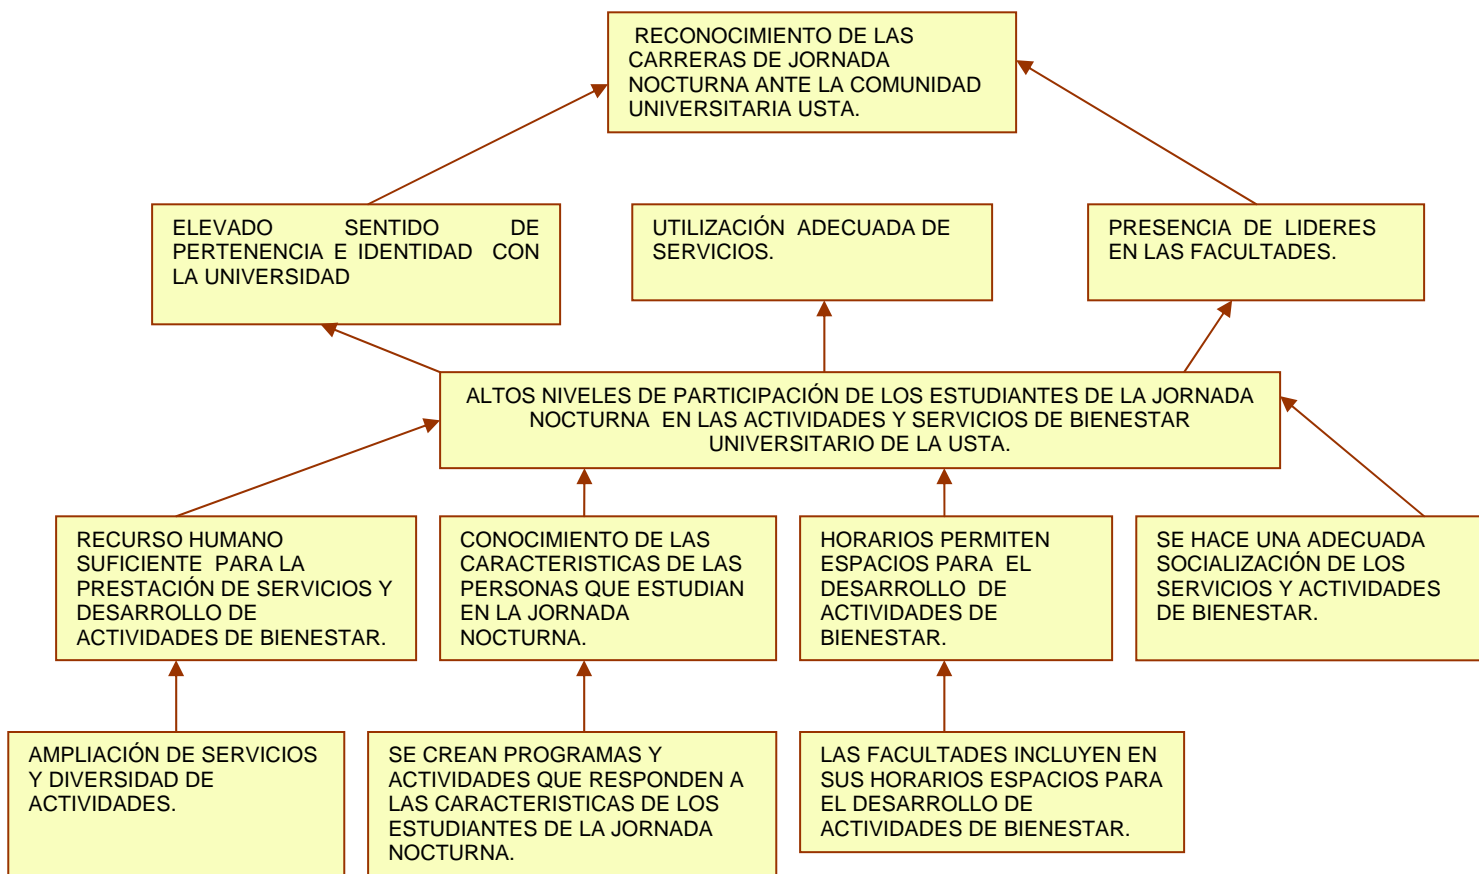 RECONOCIMIENTO DE LAS
CARRERAS DE JORNADA
NOCTURNA ANTE LA COMUNIDAD
UNIVERSITARIA USTA.
ELEVADO SENTIDO DE
PERTENENCIA E IDENTIDAD CON
LA UNIVERSIDAD
UTILIZACIÓN ADECUADA DE
SERVICIOS.
PRESENCIA DE LIDERES
EN LAS FACULTADES.
ALTOS NIVELES DE PARTICIPACIÓN DE LOS ESTUDIANTES DE LA JORNADA
NOCTURNA EN LAS ACTIVIDADES Y SERVICIOS DE BIENESTAR
UNIVERSITARIO DE LA USTA.
RECURSO HUMANO
SUFICIENTE PARA LA
PRESTACIÓN DE SERVICIOS Y
DESARROLLO DE
ACTIVIDADES DE BIENESTAR.
CONOCIMIENTO DE LAS
CARACTERISTICAS DE LAS
PERSONAS QUE ESTUDIAN
EN LA JORNADA
NOCTURNA.
HORARIOS PERMITEN
ESPACIOS PARA EL
DESARROLLO DE
ACTIVIDADES DE
BIENESTAR.
SE HACE UNA ADECUADA
SOCIALIZACIÓN DE LOS
SERVICIOS Y ACTIVIDADES
DE BIENESTAR.
AMPLIACIÓN DE SERVICIOS
Y DIVERSIDAD DE
ACTIVIDADES.
SE CREAN PROGRAMAS Y
ACTIVIDADES QUE RESPONDEN A
LAS CARACTERISTICAS DE LOS
ESTUDIANTES DE LA JORNADA
NOCTURNA.
LAS FACULTADES INCLUYEN EN
SUS HORARIOS ESPACIOS PARA
EL DESARROLLO DE
ACTIVIDADES DE BIENESTAR.